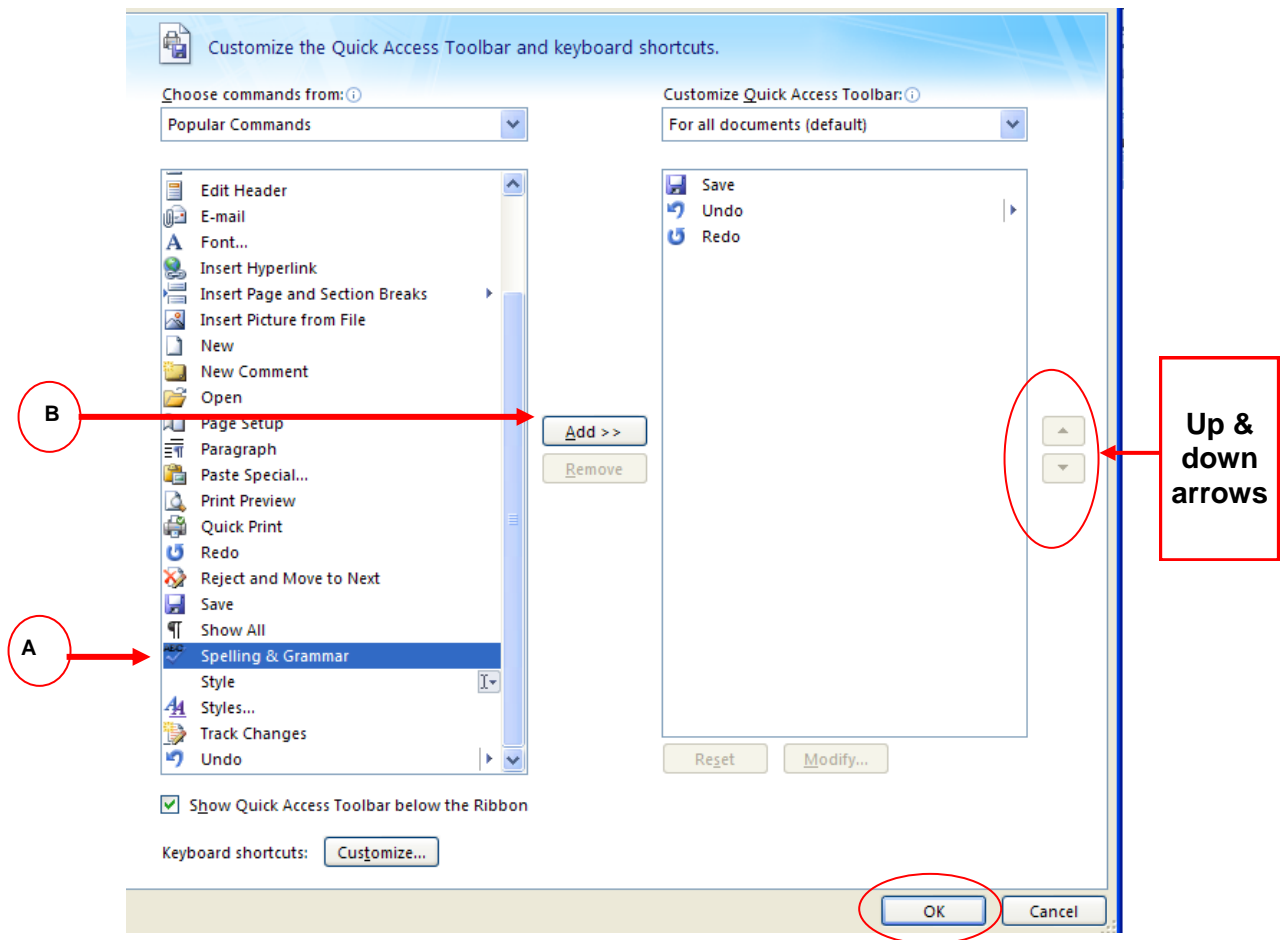 Customize the Quick Access Toolbar and keyboard shortcuts.
Choose commands from:
Popular Commands
Customize Quick Access Toolbar:
For all documents (default)
Edit Header
E-mail
Font...
Insert Hyperlink
Insert Page and Section Breaks
Insert Picture from File
New
New Comment
Open
Page Setup
Paragraph
Paste Special...
Print Preview
Quick Print
Redo
Reject and Move to Next
Save
Show All
Spelling & Grammar
Style
Styles...
Track Changes
Undo
B
A
Add >>
Remove
Save
Undo
Redo
Up &
down
arrows
Reset
Modify...
Show Quick Access Toolbar below the Ribbon
Keyboard shortcuts:
Customize...
OK
Cancel